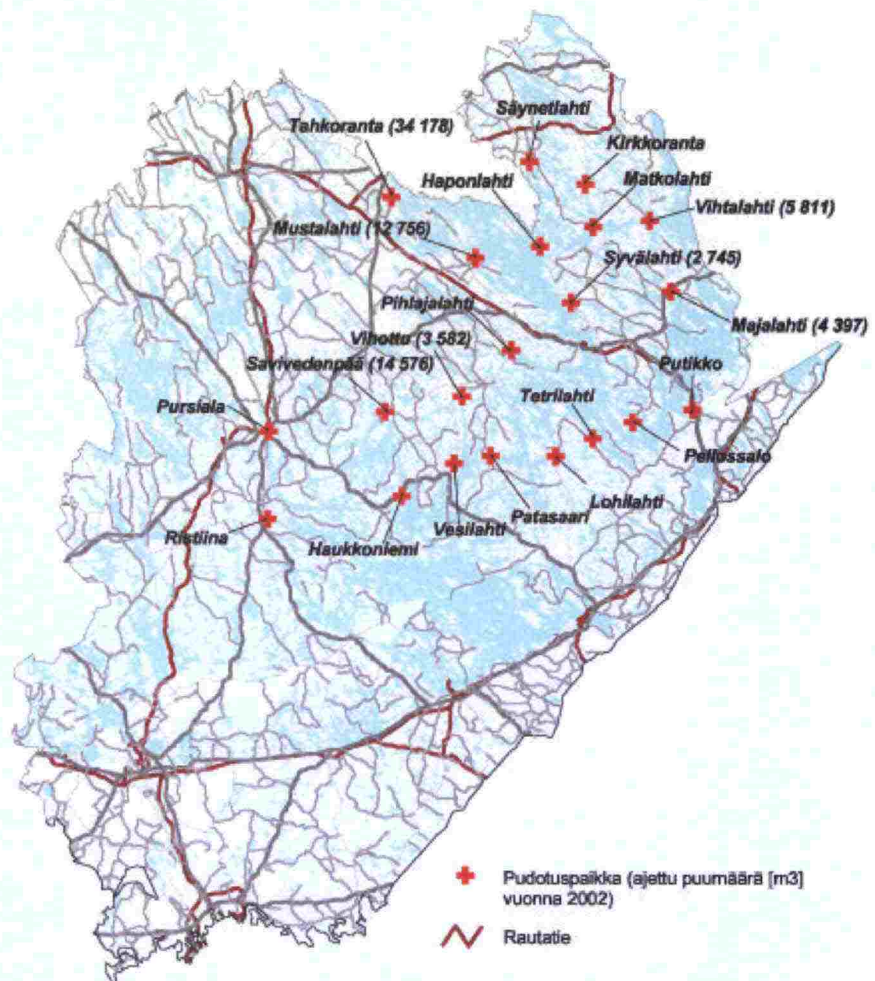 Säynetlahti
Tahkoranta (34 178)
Kirkkoranta
Haponlahti
Matkolahti
Vihtalahti (5 811)
Mustalahti (12 756)
Syvälahti (2 745)
Pihlajalahti
Majalahti (4 397)
Vihottu (3 582)
Savivedenpää (14 576)
Putikko
Pursiala
Tetrilahti
Pellossalo
Lohilahti
Patasaari
Vesilahti
Ristiina
Haukkoniemi
Pudotuspaikka (ajettu puumäärä [m3]
vuonna 2002)
Rautatie